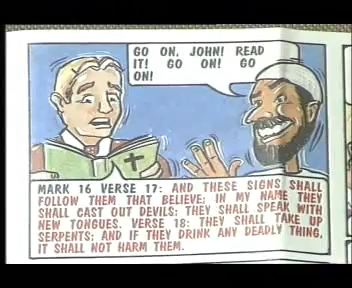 GO ON, JOHN! READ
IT! GO ON! GO
ON!
MARK 16 VERSE 17: AND THESE SIGNS SHALL
FOLLOW THEM THAT BELIEVE; IN MY NAME THEY
SHALL CAST OUT DEVILS; THEY SHALL SPEAK WITH
NEW TONGUES. VERSE 18: THEY SHALL TAKE UP
SERPENTS; AND IF THEY DRINK ANY DEADLY THING,
IT SHALL NOT HARM THEM.